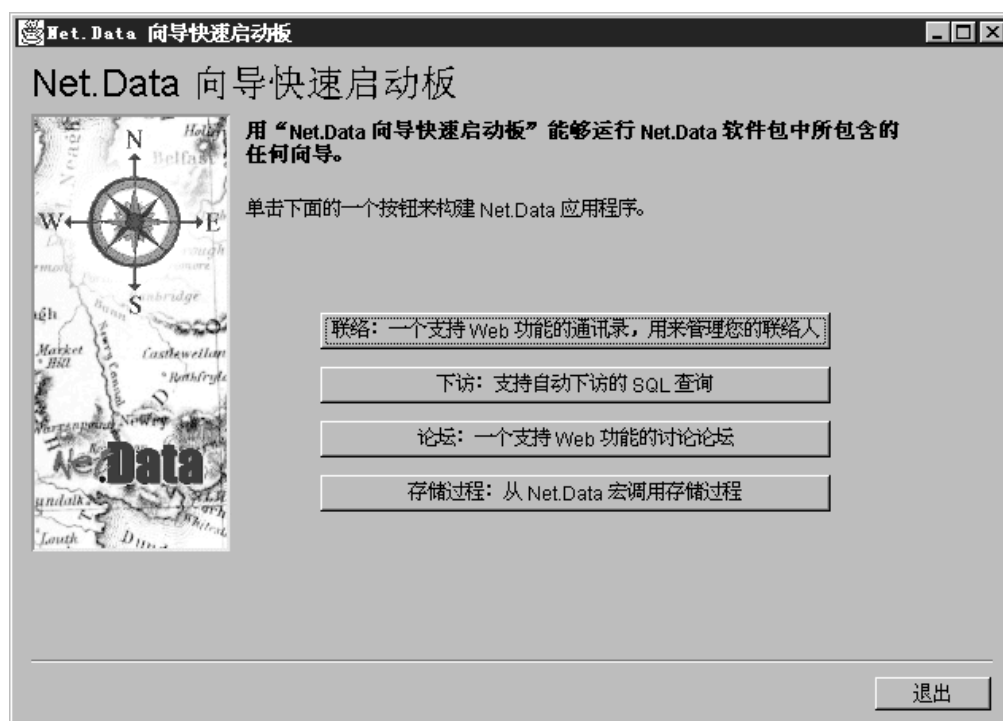 Net.Data 向导快速启动板
Net.Data 向导快速启动板
用“Net.Data 向导快速启动板”能够运行 Net.Data 软件包中所包含的
任何向导。
单击下面的一个按钮来构建 Net.Data 应用程序。
N
W
E
S
Belfast
Market
Hill
Castlewellan
Newry
Net.Data
Louth
联络：一个支持 Web 功能的通讯录，用来管理您的联络人
下访：支持自动下访的 SQL 查询
论坛：一个支持 Web 功能的讨论论坛
存储过程：从 Net.Data 宏调用存储过程
退出